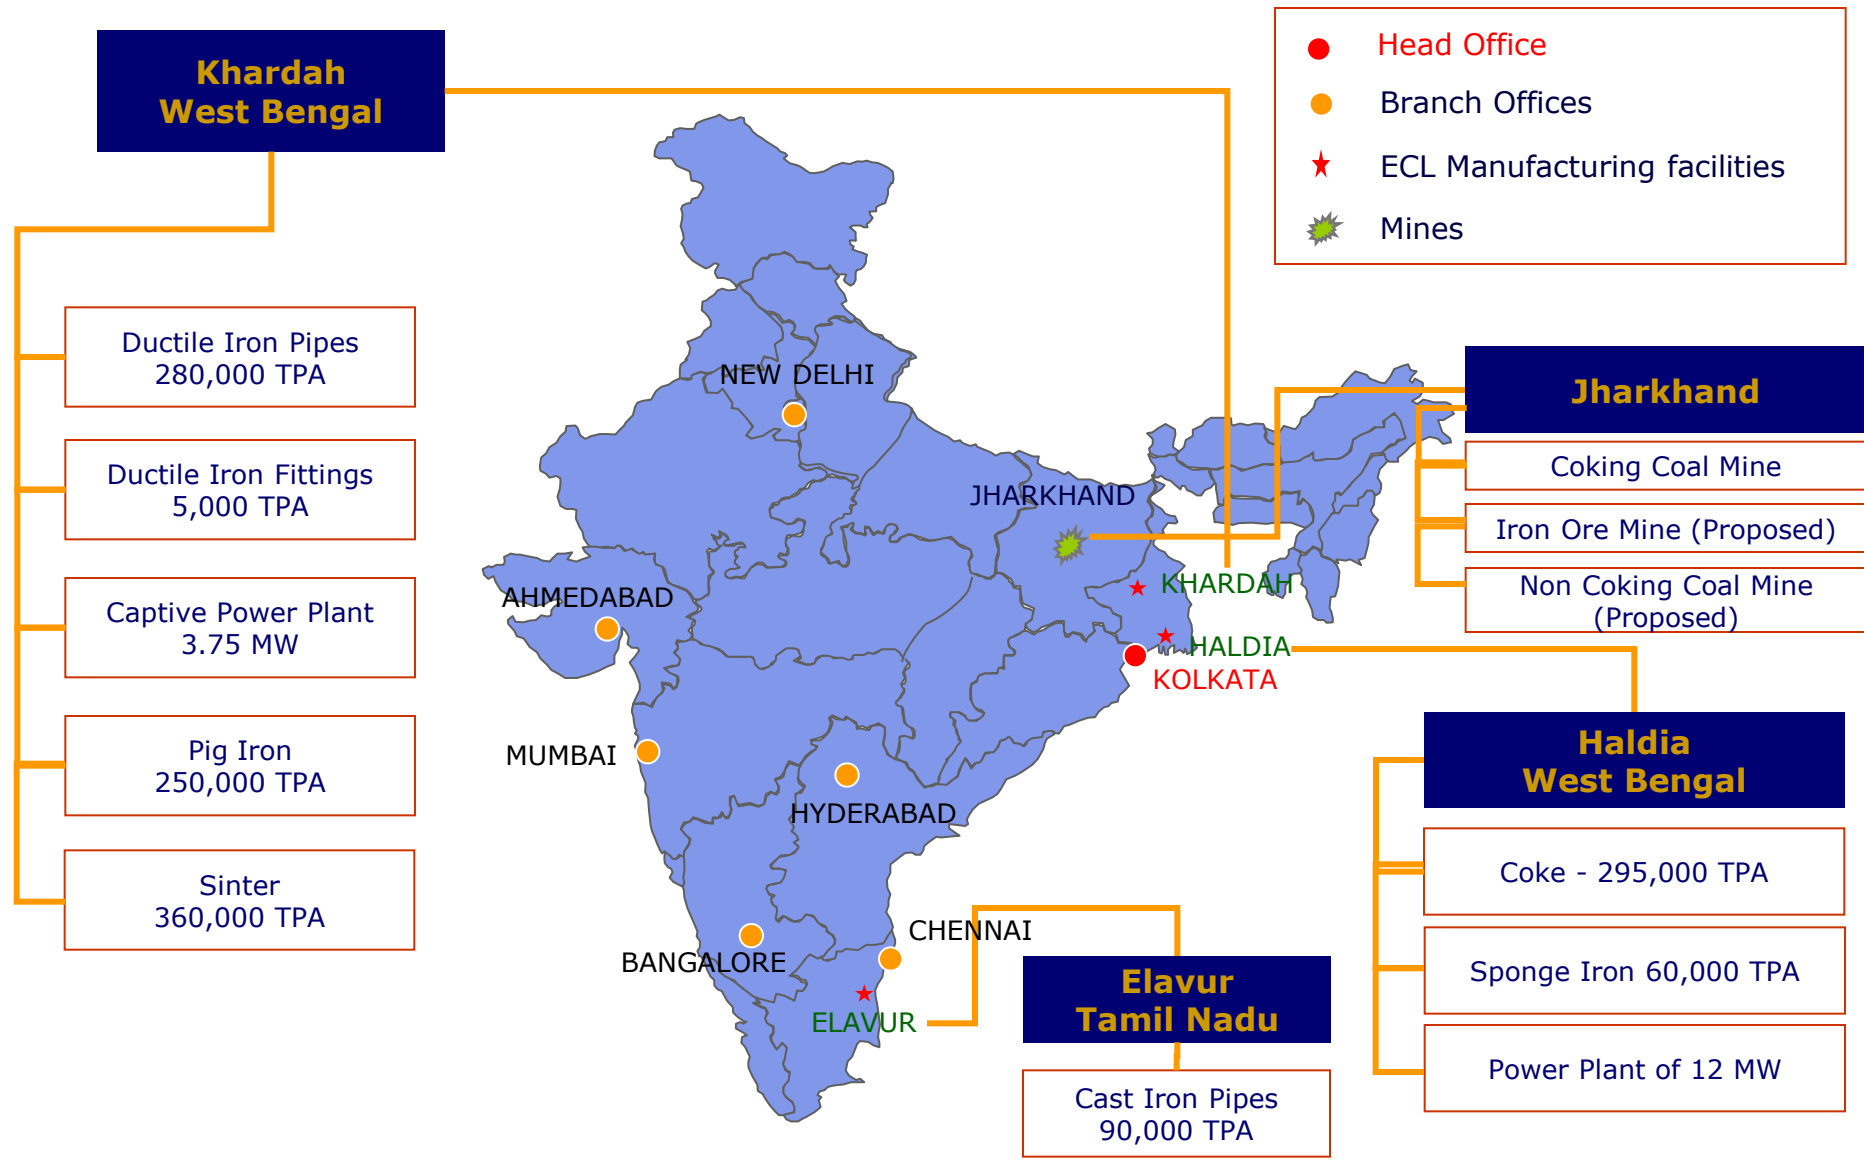 Khardah
West Bengal
Ductile Iron Pipes
280,000 TPA
Ductile Iron Fittings
5,000 TPA
Captive Power Plant
3.75 MW
Pig Iron
250,000 TPA
Sinter
360,000 TPA
Head Office
Branch Offices
ECL Manufacturing facilities
Mines
NEW DELHI
JHARKHAND
AHMEDABAD
KHARDAH
HALDIA
KOLKATA
MUMBAI
HYDERABAD
CHENNAI
BANGALORE
ELAVUR
Jharkhand
Coking Coal Mine
Iron Ore Mine (Proposed)
Non Coking Coal Mine
(Proposed)
Haldia
West Bengal
Coke - 295,000 TPA
Sponge Iron 60,000 TPA
Power Plant of 12 MW
Elavur
Tamil Nadu
Cast Iron Pipes
90,000 TPA